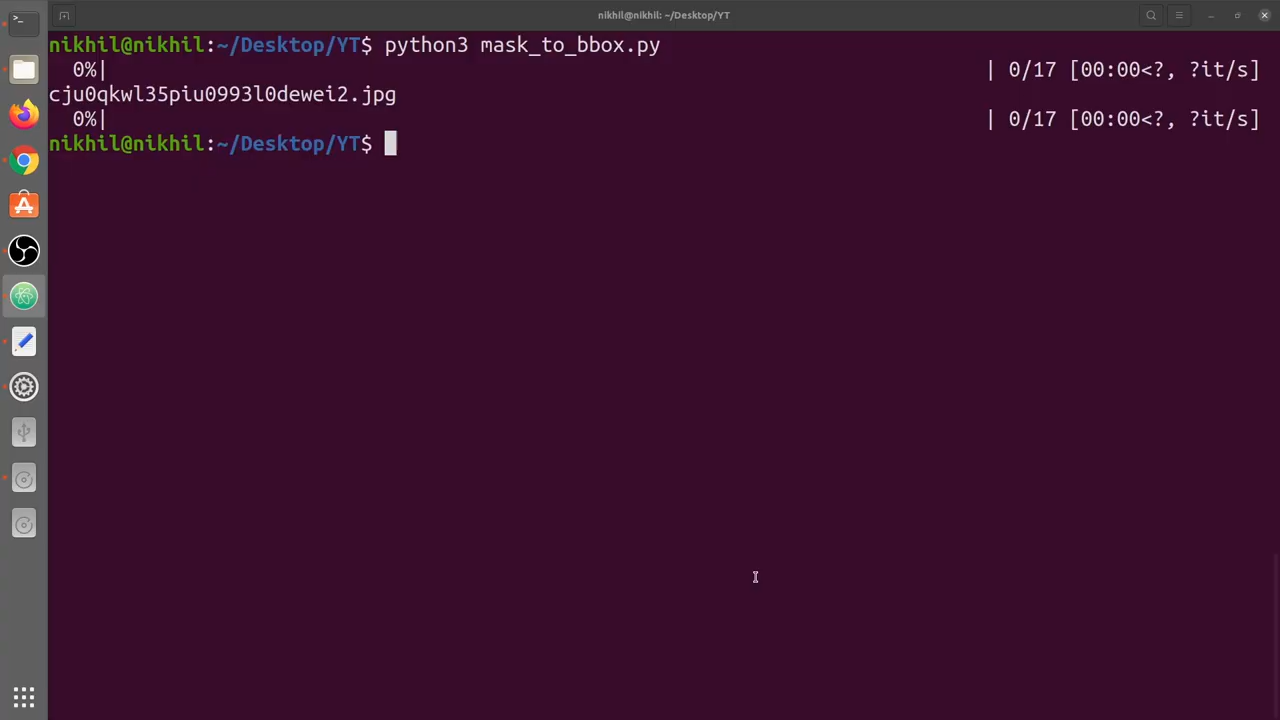 nikhil@nikhil: ~/Desktop/YT
nikhil@nikhil:~/Desktop/YT$ python3 mask_to_bbox.py
0%| | 0/17 [00:00<?, ?it/s]
cju0qkwl35piu0993l0dewei2.jpg
0%| | 0/17 [00:00<?, ?it/s]
nikhil@nikhil:~/Desktop/YT$